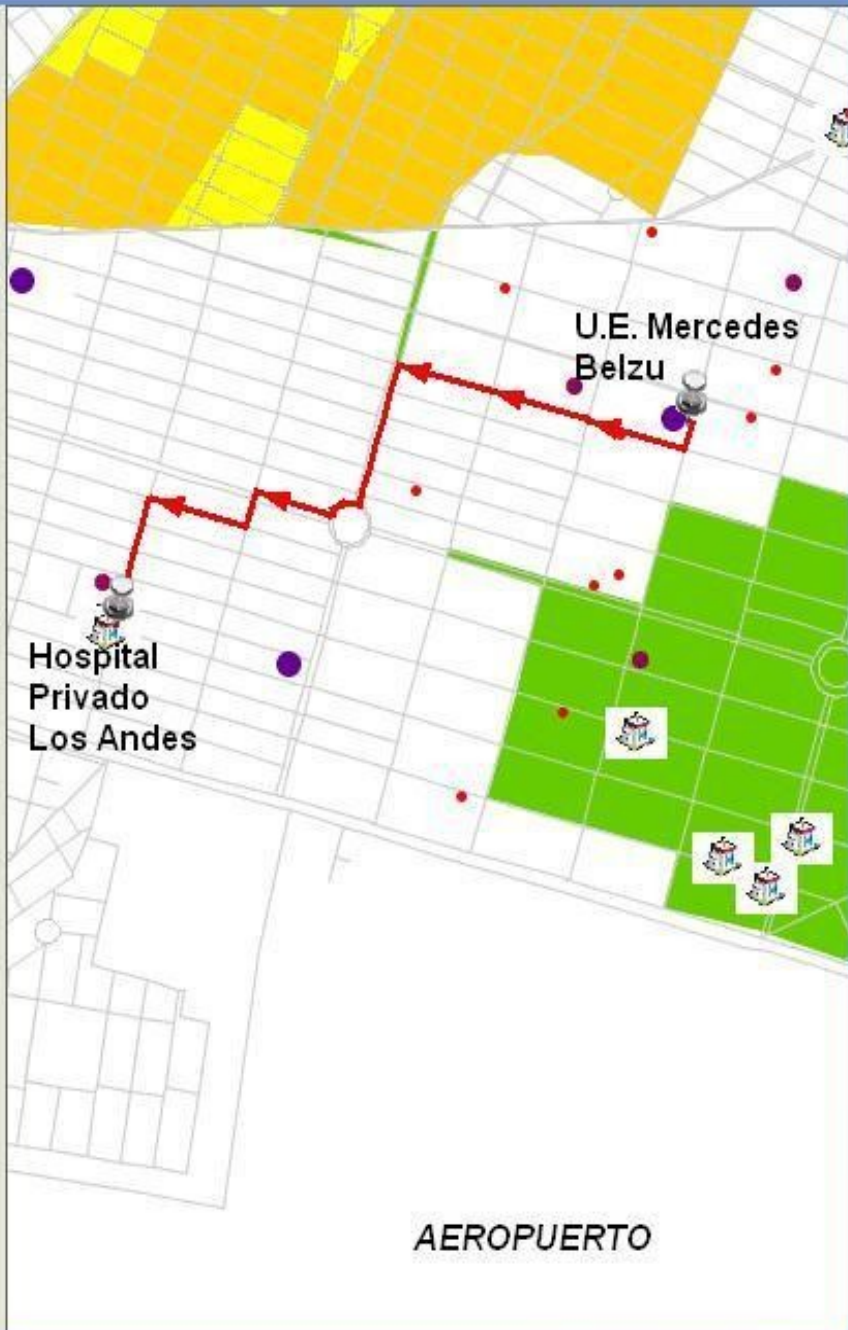 U.E. Mercedes
Belzu
Hospital
Privado
Los Andes
AEROPUERTO